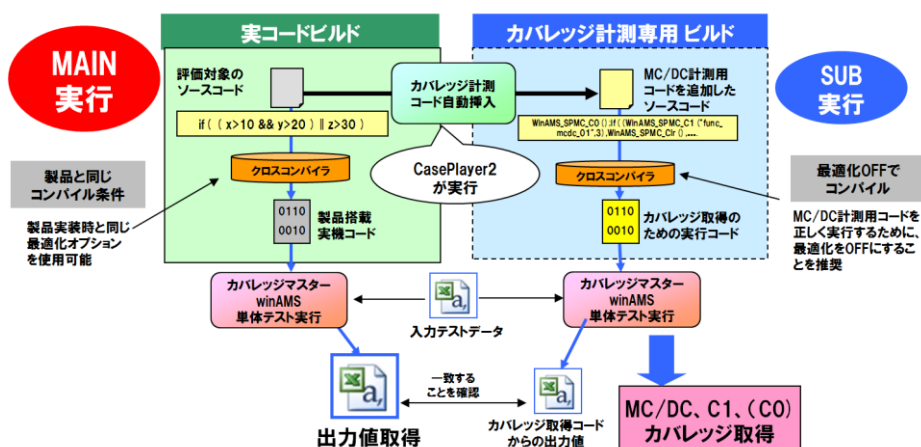 実コードビルド
カバレッジ計測専用 ビルド
MAIN
実行
SUB
実行
評価対象の
ソースコード
カバレッジ計測
コード自動挿入
MC/DC計測用
コードを追加した
ソースコード
if( ( x>10 && y>20 ) || z>30 )
WinAMS_SPMC_C0();if((WinAMS_SPMC_C1("func_
mcdc_01",3),WinAMS_SPMC_Clr(),....
CasePlayer2
が実行
製品と同じ
コンパイル条件
クロスコンパイラ
クロスコンパイラ
最適化OFFで
コンパイル
製品実装時と同じ
最適化オプション
を使用可能
0110
0010
製品搭載
実機コード
0110
0010
カバレッジ取得の
ための実行コード
MC/DC計測用コードを
正しく実行するために、
最適化をOFFにするこ
とを推奨
カバレッジマスター
winAMS
単体テスト実行
a,
入力テストデータ
カバレッジマスター
winAMS
単体テスト実行
a,
出力値取得
一致する
ことを確認
a,
カバレッジ取得コード
からの出力値
MC/DC、C1、(C0)
カバレッジ取得